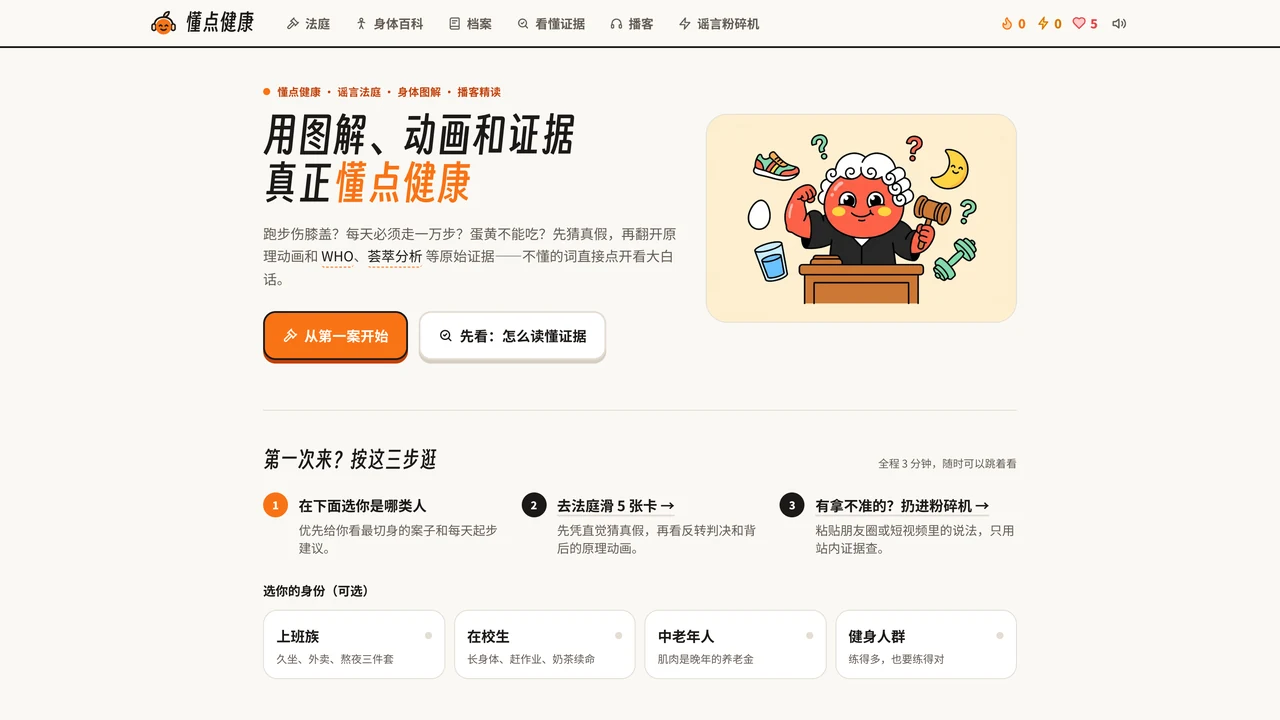 懂点健康
法庭
身体百科
档案
看懂证据
播客
谣言粉碎机
0
0
5
懂点健康 · 谣言法庭 · 身体图解 · 播客精读
用图解、动画和证据
真正懂点健康
跑步伤膝盖？每天必须走一万步？蛋黄不能吃？先猜真假，再翻开原
理动画和 WHO、荟萃分析 等原始证据——不懂的词直接点开看大白
话。
从第一案开始
先看：怎么读懂证据
第一次来？按这三步逛
全程 3 分钟，随时可以跳着看
1
在下面选你是哪类人
优先给你看最切身的案子和每天起步
建议。
2
去法庭滑 5 张卡 →
先凭直觉猜真假，再看反转判决和背
后的原理动画。
3
有拿不准的？扔进粉碎机 →
粘贴朋友圈或短视频里的说法，只用
站内证据查。
选你的身份（可选）
上班族
久坐、外卖、熬夜三件套
在校生
长身体、赶作业、奶茶续命
中老年人
肌肉是晚年的养老金
健身人群
练得多，也要练得对